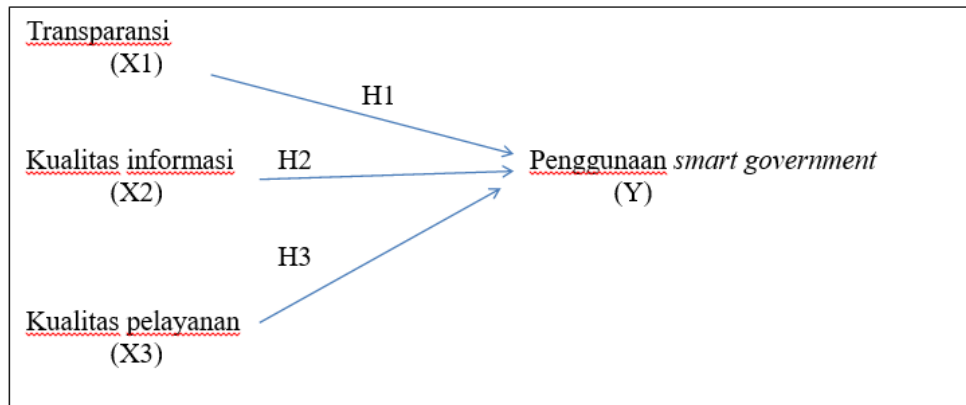 Transparansi
(X1)
H1
Kualitas informasi H2 Penggunaan smart government
(X2) (Y)
H3
Kualitas pelayanan
(X3)